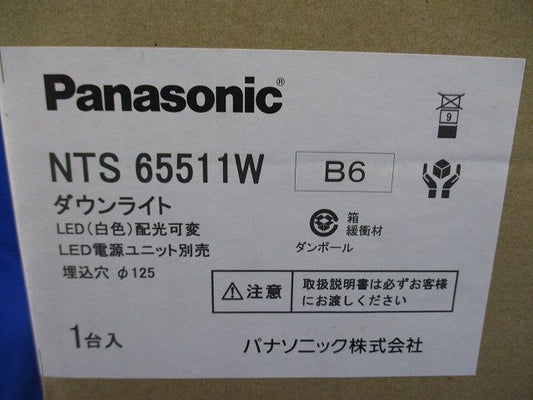 Panasonic®
NTS 65511W
B6
9
ダウンライト
LED(白色)配光可変
LED電源ユニット別売
埋込穴 φ125
箱
緩衝材
ダンボール
注意
取扱説明書は必ずお客様
にお渡しください
1台入
パナソニック株式会社